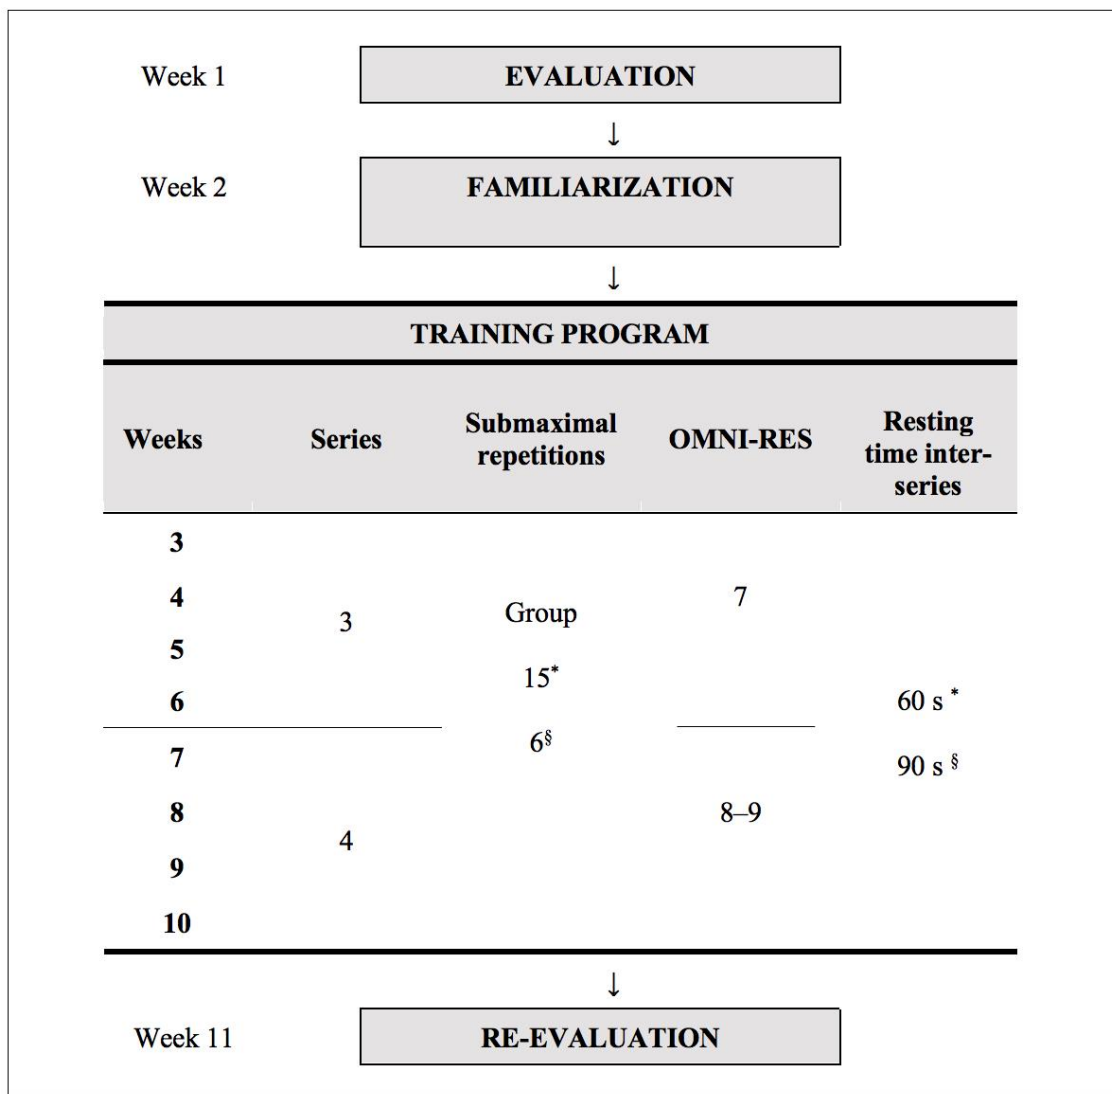 Week 1
EVALUATION
↓
Week 2
FAMILIARIZATION
↓
TRAINING PROGRAM
Weeks
Series
Submaximal
repetitions
OMNI-RES
Resting
time inter-
series
3
4
5
6
7
8
9
10
3
4
Group
15*
6§
7
8–9
60 s *
90 s §
↓
Week 11
RE-EVALUATION